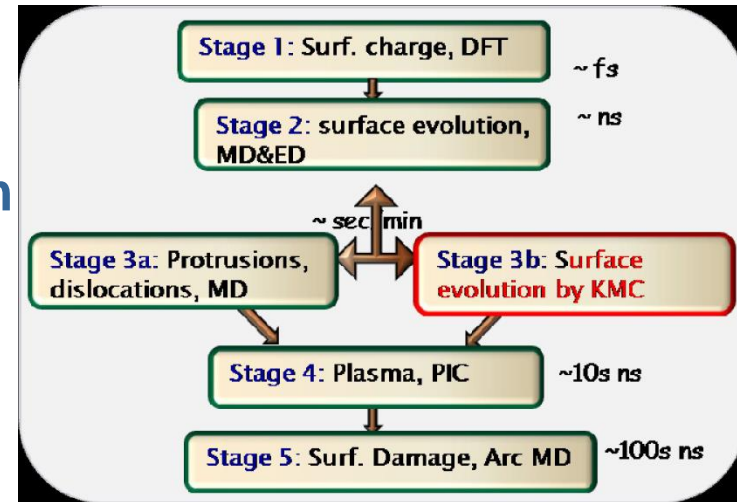 Stage 1: Surf. charge, DFT
~ fs
Stage 2: surface evolution,
MD&ED
~ ns
n
~ sec/min
Stage 3a: Protrusions,
dislocations, MD
Stage 3b: Surface
evolution by KMC
Stage 4: Plasma, PIC
~10s ns
Stage 5: Surf. Damage, Arc MD
~100s ns